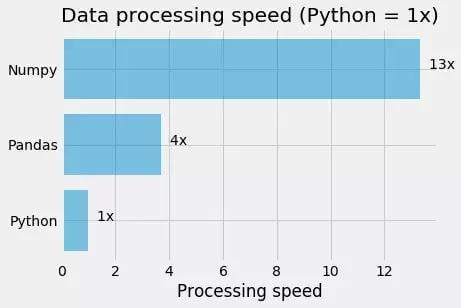 Data processing speed (Python = 1x)
Numpy
13x
Pandas
4x
Python
1x
0 2 4 6 8 10 12
Processing speed